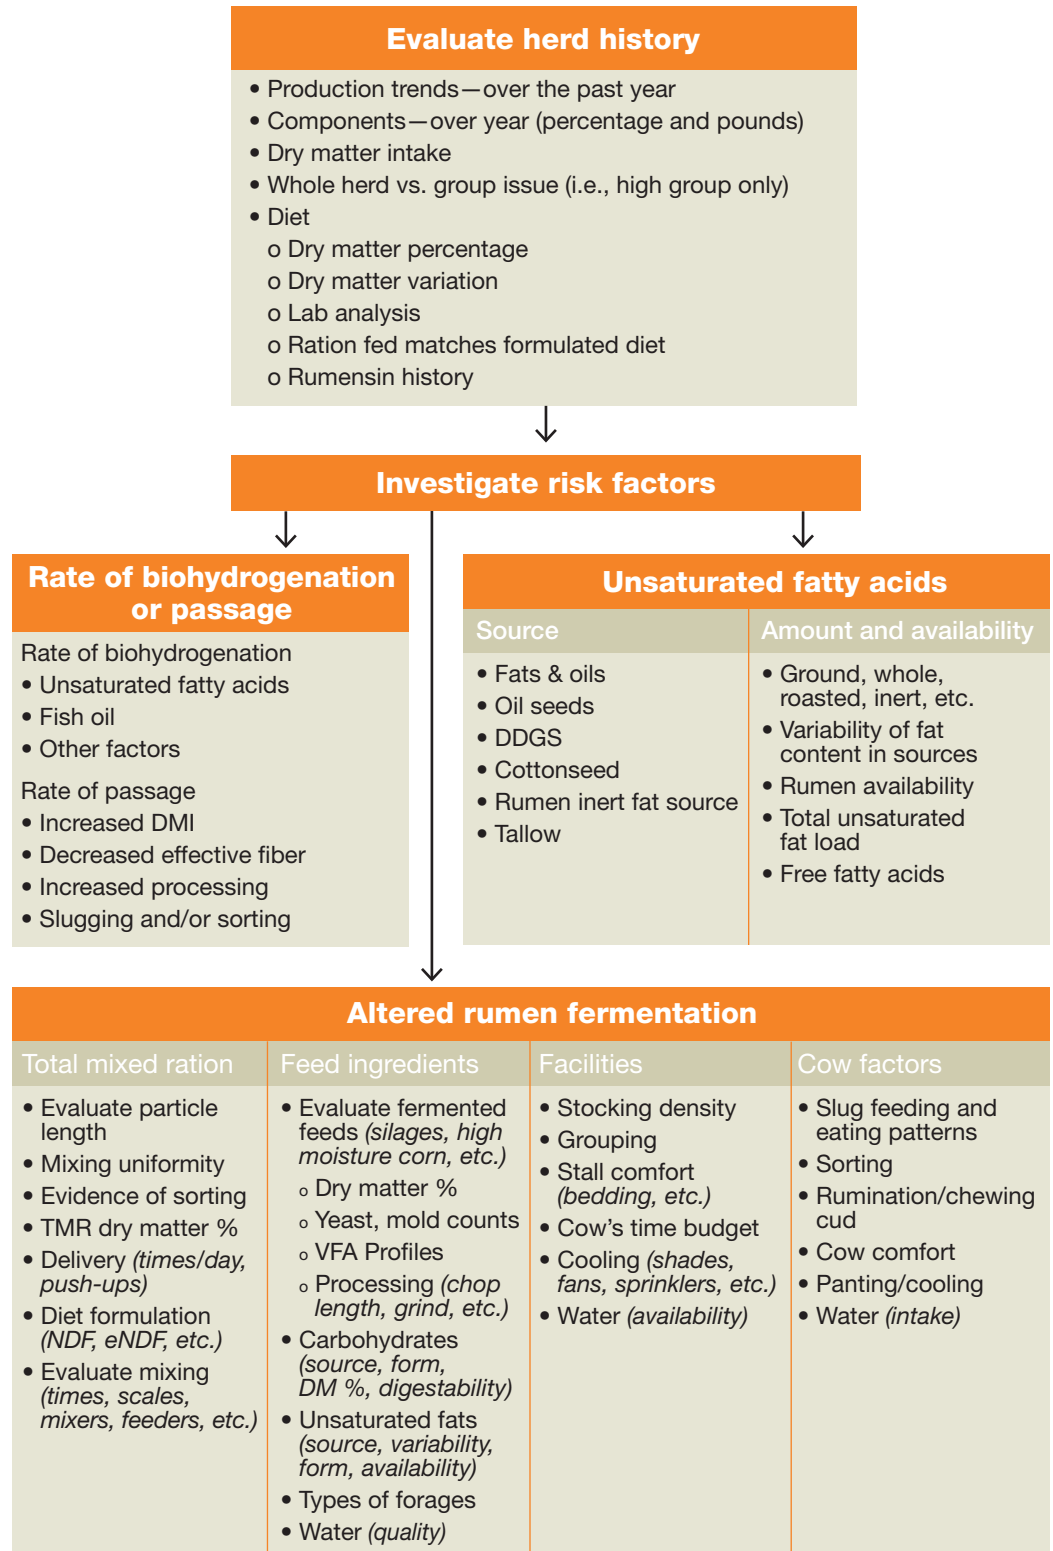 Evaluate herd history
• Production trends—over the past year
• Components—over year (percentage and pounds)
• Dry matter intake
• Whole herd vs. group issue (i.e., high group only)
• Diet
o Dry matter percentage
o Dry matter variation
o Lab analysis
o Ration fed matches formulated diet
o Rumensin history
Investigate risk factors
Rate of biohydrogenation
or passage
Rate of biohydrogenation
• Unsaturated fatty acids
• Fish oil
• Other factors
Rate of passage
• Increased DMI
• Decreased effective fiber
• Increased processing
• Slugging and/or sorting
Unsaturated fatty acids
Source
• Fats & oils
• Oil seeds
• DDGS
• Cottonseed
• Rumen inert fat source
• Tallow
Amount and availability
• Ground, whole,
roasted, inert, etc.
• Variability of fat
content in sources
• Rumen availability
• Total unsaturated
fat load
• Free fatty acids
Altered rumen fermentation
Total mixed ration
• Evaluate particle
length
• Mixing uniformity
• Evidence of sorting
• TMR dry matter %
• Delivery (times/day,
push-ups)
• Diet formulation
(NDF, eNDF, etc.)
• Evaluate mixing
(times, scales,
mixers, feeders, etc.)
Feed ingredients
• Evaluate fermented
feeds (silages, high
moisture corn, etc.)
o Dry matter %
o Yeast, mold counts
o VFA Profiles
o Processing (chop
length, grind, etc.)
• Carbohydrates
(source, form,
DM %, digestability)
• Unsaturated fats
(source, variability,
form, availability)
• Types of forages
• Water (quality)
Facilities
• Stocking density
• Grouping
• Stall comfort
(bedding, etc.)
• Cow's time budget
• Cooling (shades,
fans, sprinklers, etc.)
• Water (availability)
Cow factors
• Slug feeding and
eating patterns
• Sorting
• Rumination/chewing
cud
• Cow comfort
• Panting/cooling
• Water (intake)